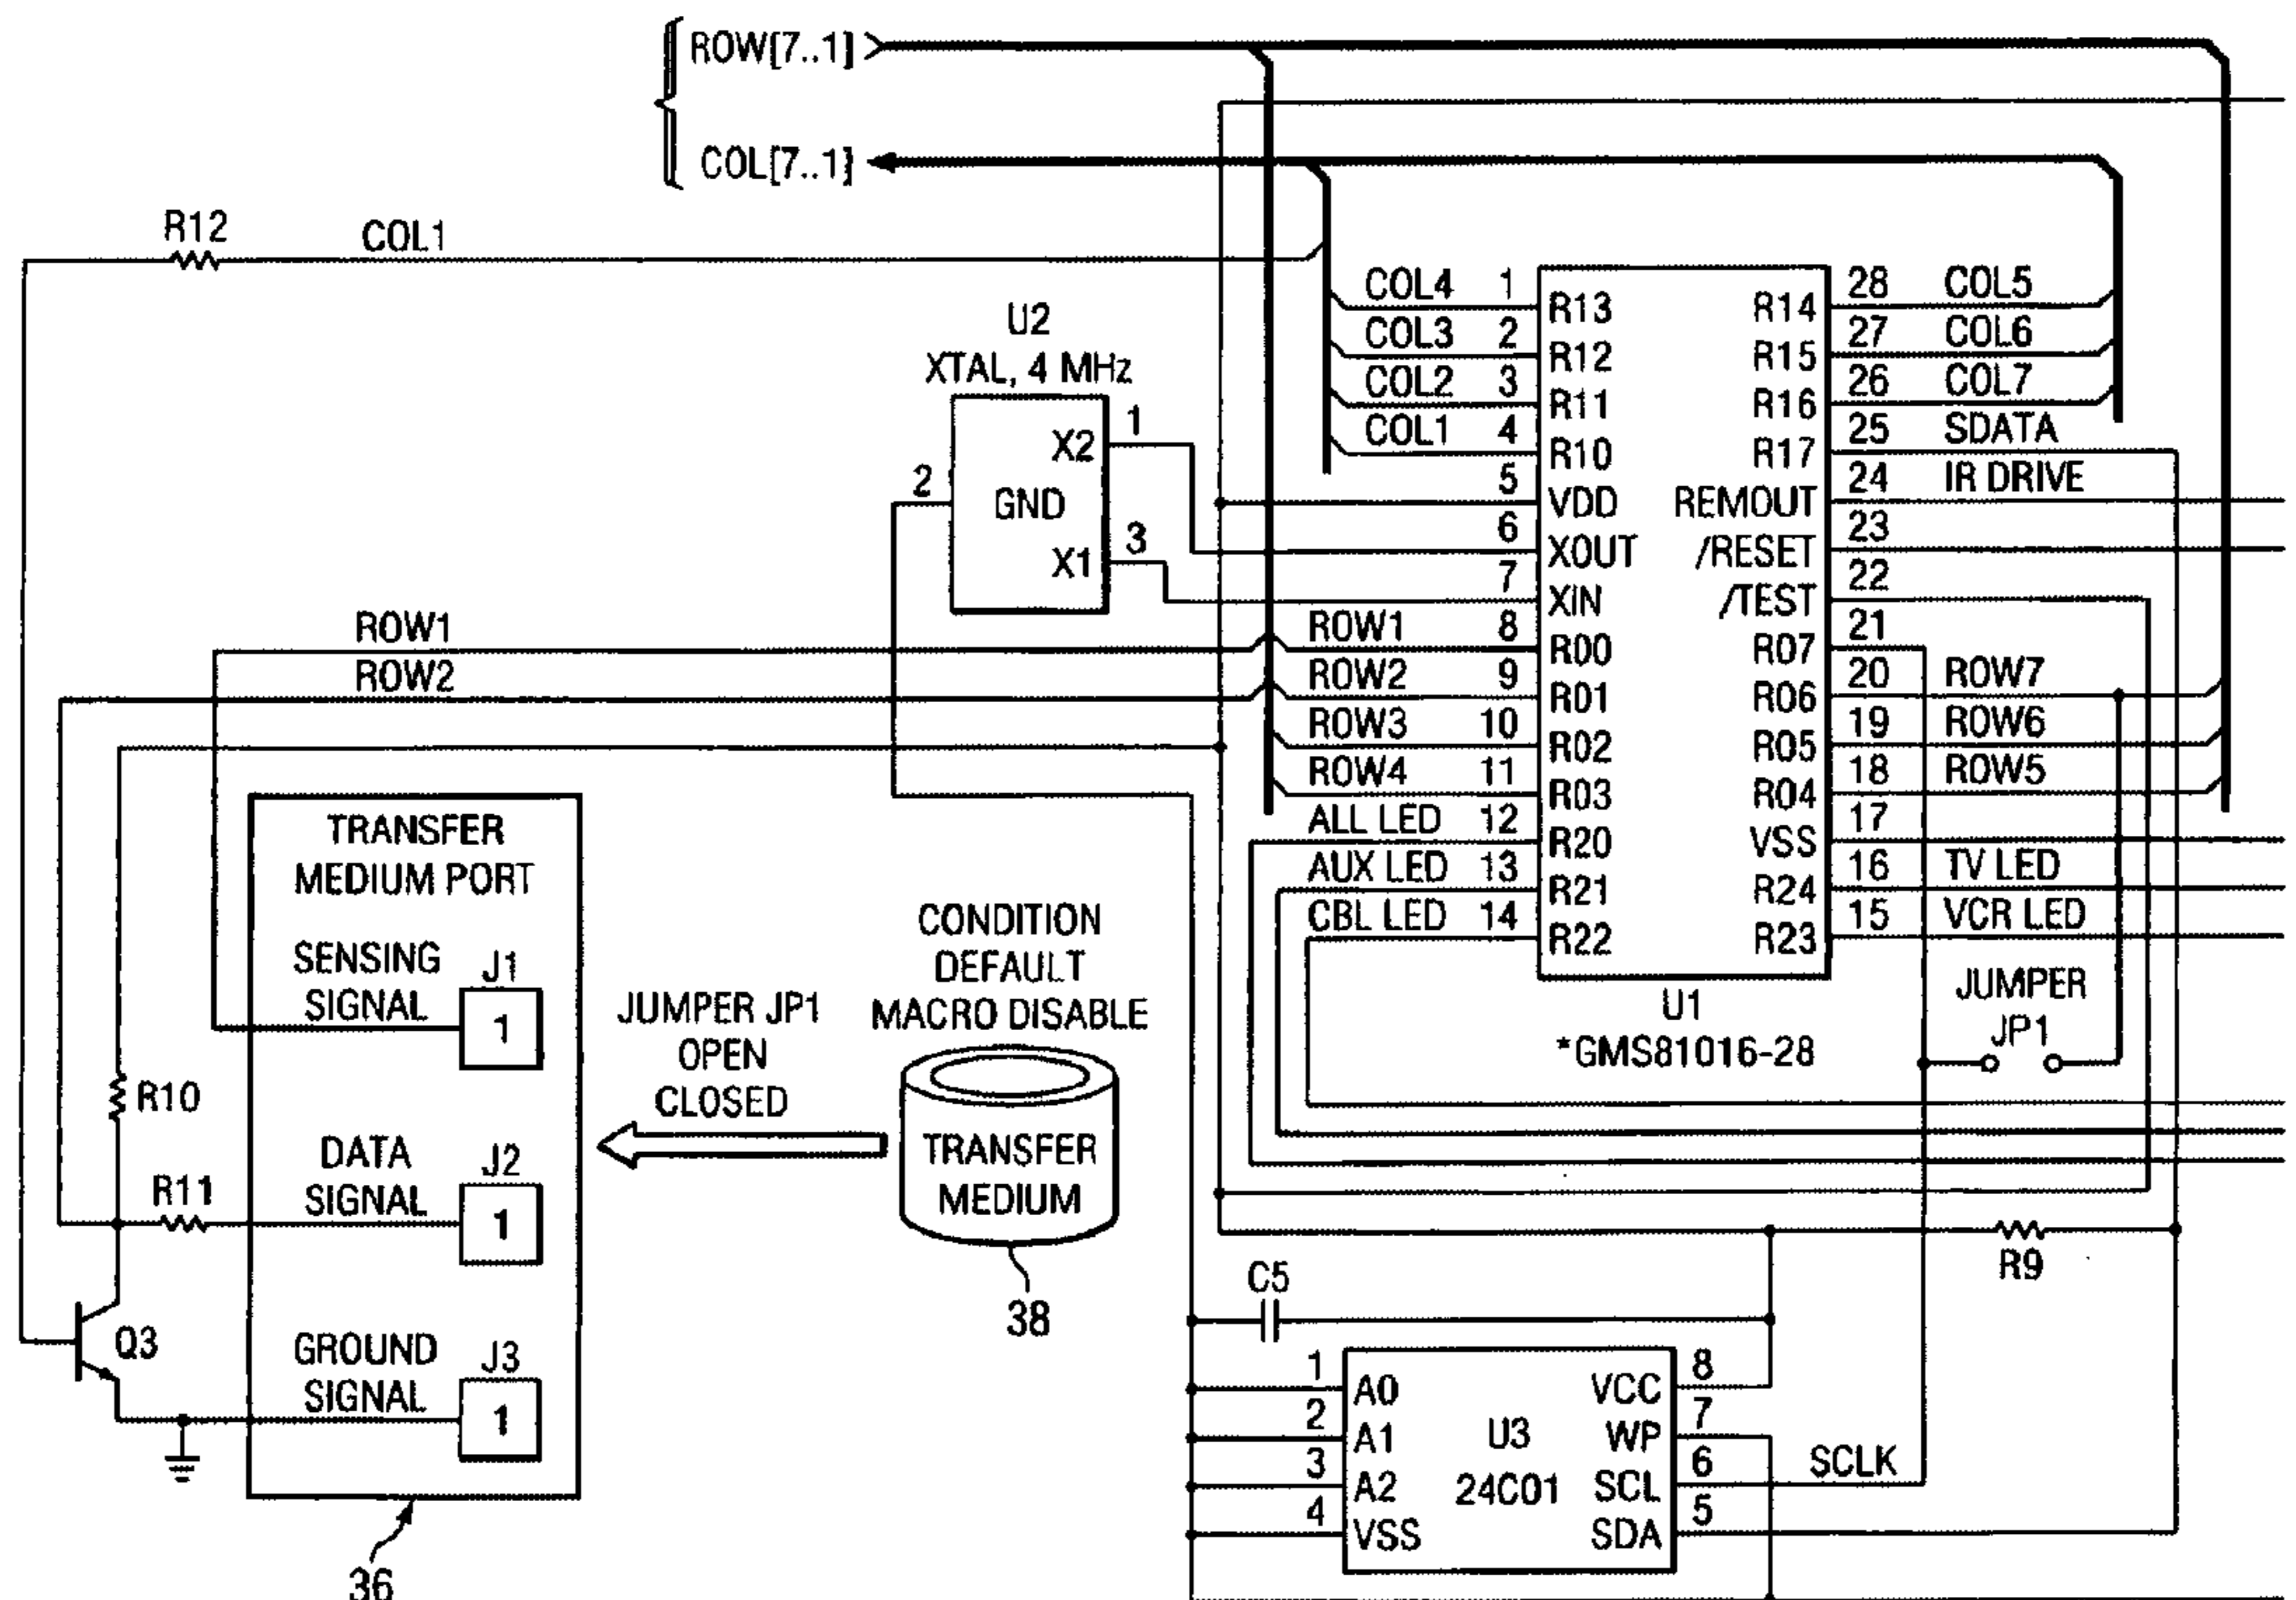 ROW[7..1]
COL[7..1]
R12
COL1
U2
XTAL, 4 MHz
X2
GND
X1
1
2
3
ROW1
ROW2
TRANSFER
MEDIUM PORT
SENSING
SIGNAL
J1
1
R10
DATA
SIGNAL
J2
1
R11
Q3
GROUND
SIGNAL
J3
1
36
JUMPER JP1
OPEN
CLOSED
CONDITION
DEFAULT
MACRO DISABLE
TRANSFER
MEDIUM
38
COL4 1 R13
COL3 2 R12
COL2 3 R11
COL1 4 R10
5 VDD
6 XOUT
7 XIN
ROW1 8 R00
ROW2 9 R01
ROW3 10 R02
ROW4 11 R03
ALL LED 12 R20
AUX LED 13 R21
CBL LED 14 R22
R14 28 COL5
R15 27 COL6
R16 26 COL7
R17 25 SDATA
REMOUT 24 IR DRIVE
/RESET 23
/TEST 22
R07 21
R06 20 ROW7
R05 19 ROW6
R04 18 ROW5
VSS 17
R24 16 TV LED
R23 15 VCR LED
U1
*GMS81016-28
JUMPER
JP1
R9
C5
1 A0
2 A1
3 A2
4 VSS
U3
24C01
VCC 8
WP 7
SCL 6 SCLK
SDA 5